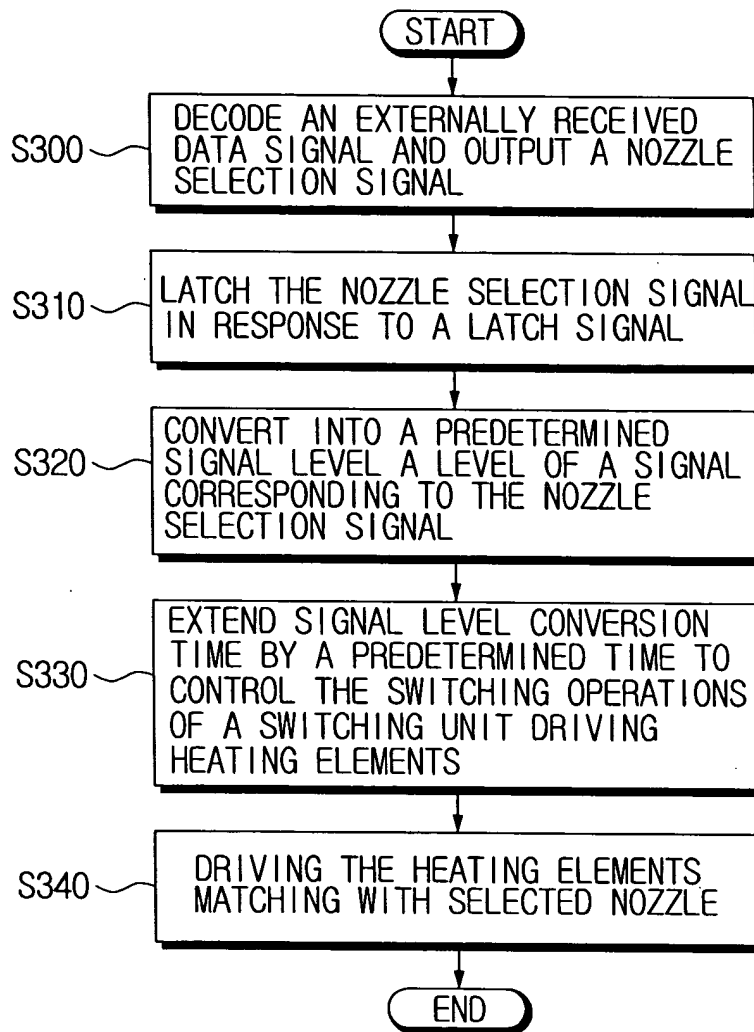 START
S300
DECODE AN EXTERNALLY RECEIVED
DATA SIGNAL AND OUTPUT A NOZZLE
SELECTION SIGNAL
S310
LATCH THE NOZZLE SELECTION SIGNAL
IN RESPONSE TO A LATCH SIGNAL
S320
CONVERT INTO A PREDETERMINED
SIGNAL LEVEL A LEVEL OF A SIGNAL
CORRESPONDING TO THE NOZZLE
SELECTION SIGNAL
S330
EXTEND SIGNAL LEVEL CONVERSION
TIME BY A PREDETERMINED TIME TO
CONTROL THE SWITCHING OPERATIONS
OF A SWITCHING UNIT DRIVING
HEATING ELEMENTS
S340
DRIVING THE HEATING ELEMENTS
MATCHING WITH SELECTED NOZZLE
END